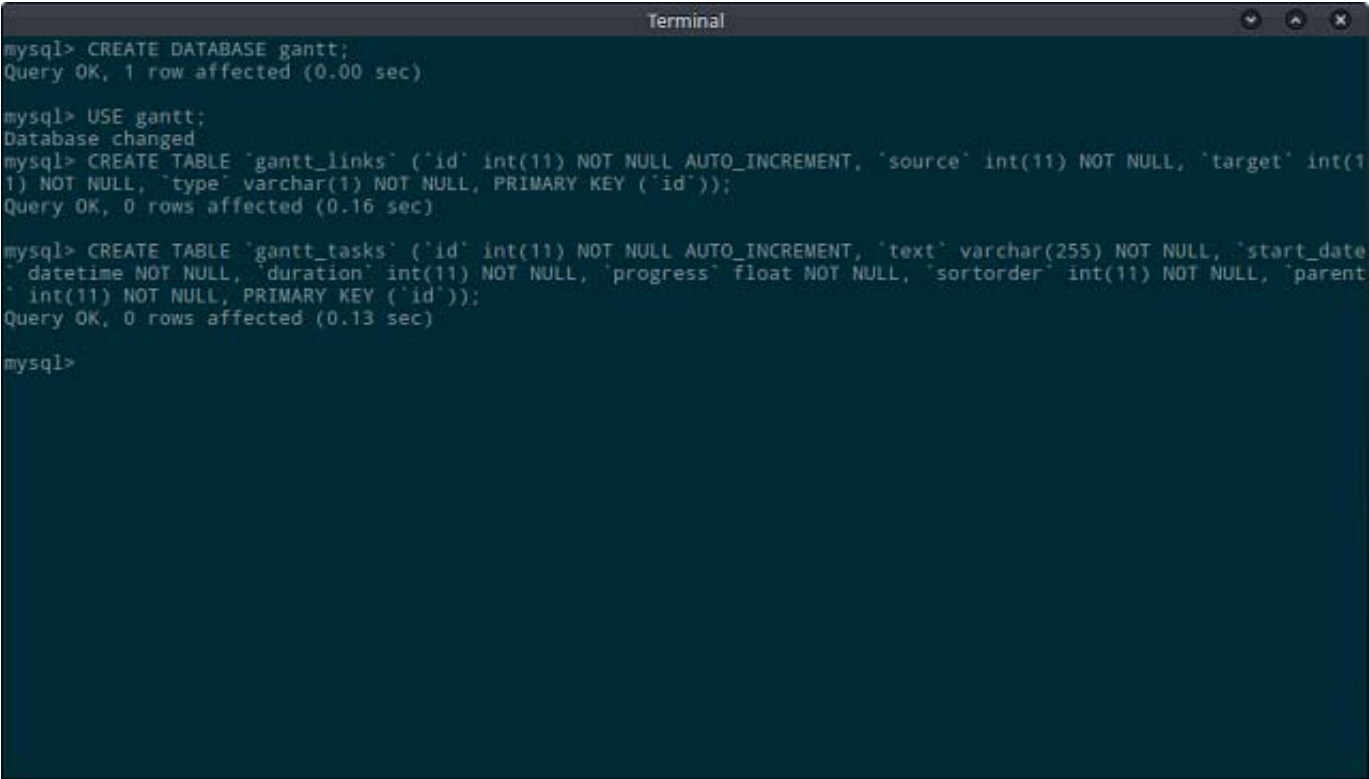 Terminal
mysql> CREATE DATABASE gantt;
Query OK, 1 row affected (0.00 sec)
mysql> USE gantt;
Database changed
mysql> CREATE TABLE `gantt_links` (`id` int(11) NOT NULL AUTO_INCREMENT, `source` int(11) NOT NULL, `target` int(1
1) NOT NULL, `type` varchar(1) NOT NULL, PRIMARY KEY (`id`));
Query OK, 0 rows affected (0.16 sec)
mysql> CREATE TABLE `gantt_tasks` (`id` int(11) NOT NULL AUTO_INCREMENT, `text` varchar(255) NOT NULL, `start_date
` datetime NOT NULL, `duration` int(11) NOT NULL, `progress` float NOT NULL, `sortorder` int(11) NOT NULL, `parent
` int(11) NOT NULL, PRIMARY KEY (`id`));
Query OK, 0 rows affected (0.13 sec)
mysql>